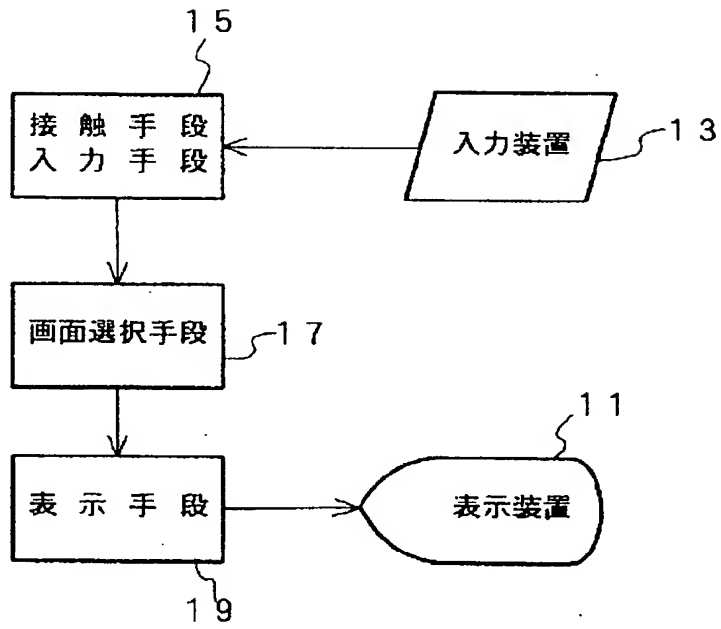 １５
接触手段
入力手段
入力装置
１３
画面選択手段
１７
１１
表示手段
表示装置
１９